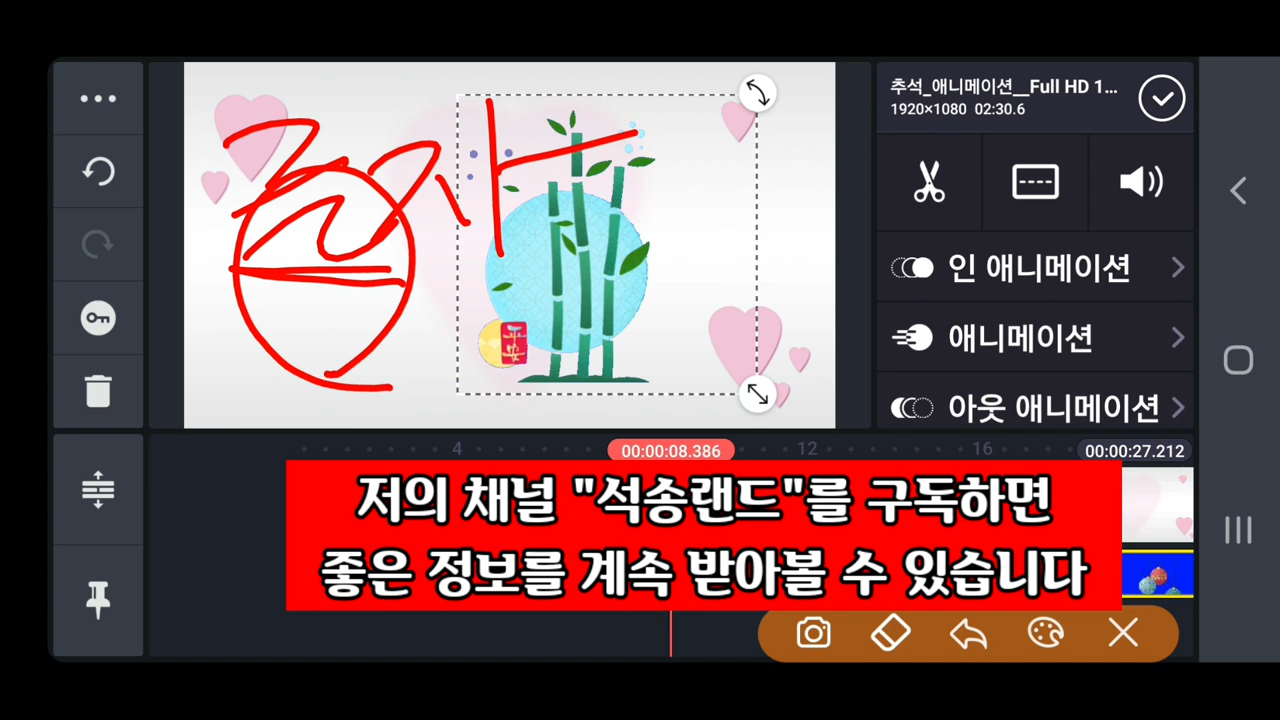 추석_애니메이션__Full HD 1...
1920×1080 02:30.6
인 애니메이션
애니메이션
아웃 애니메이션
平安
4
00:00:08.386
12
16
00:00:27.212
저의 채널 "석송랜드"를 구독하면
좋은 정보를 계속 받아볼 수 있습니다